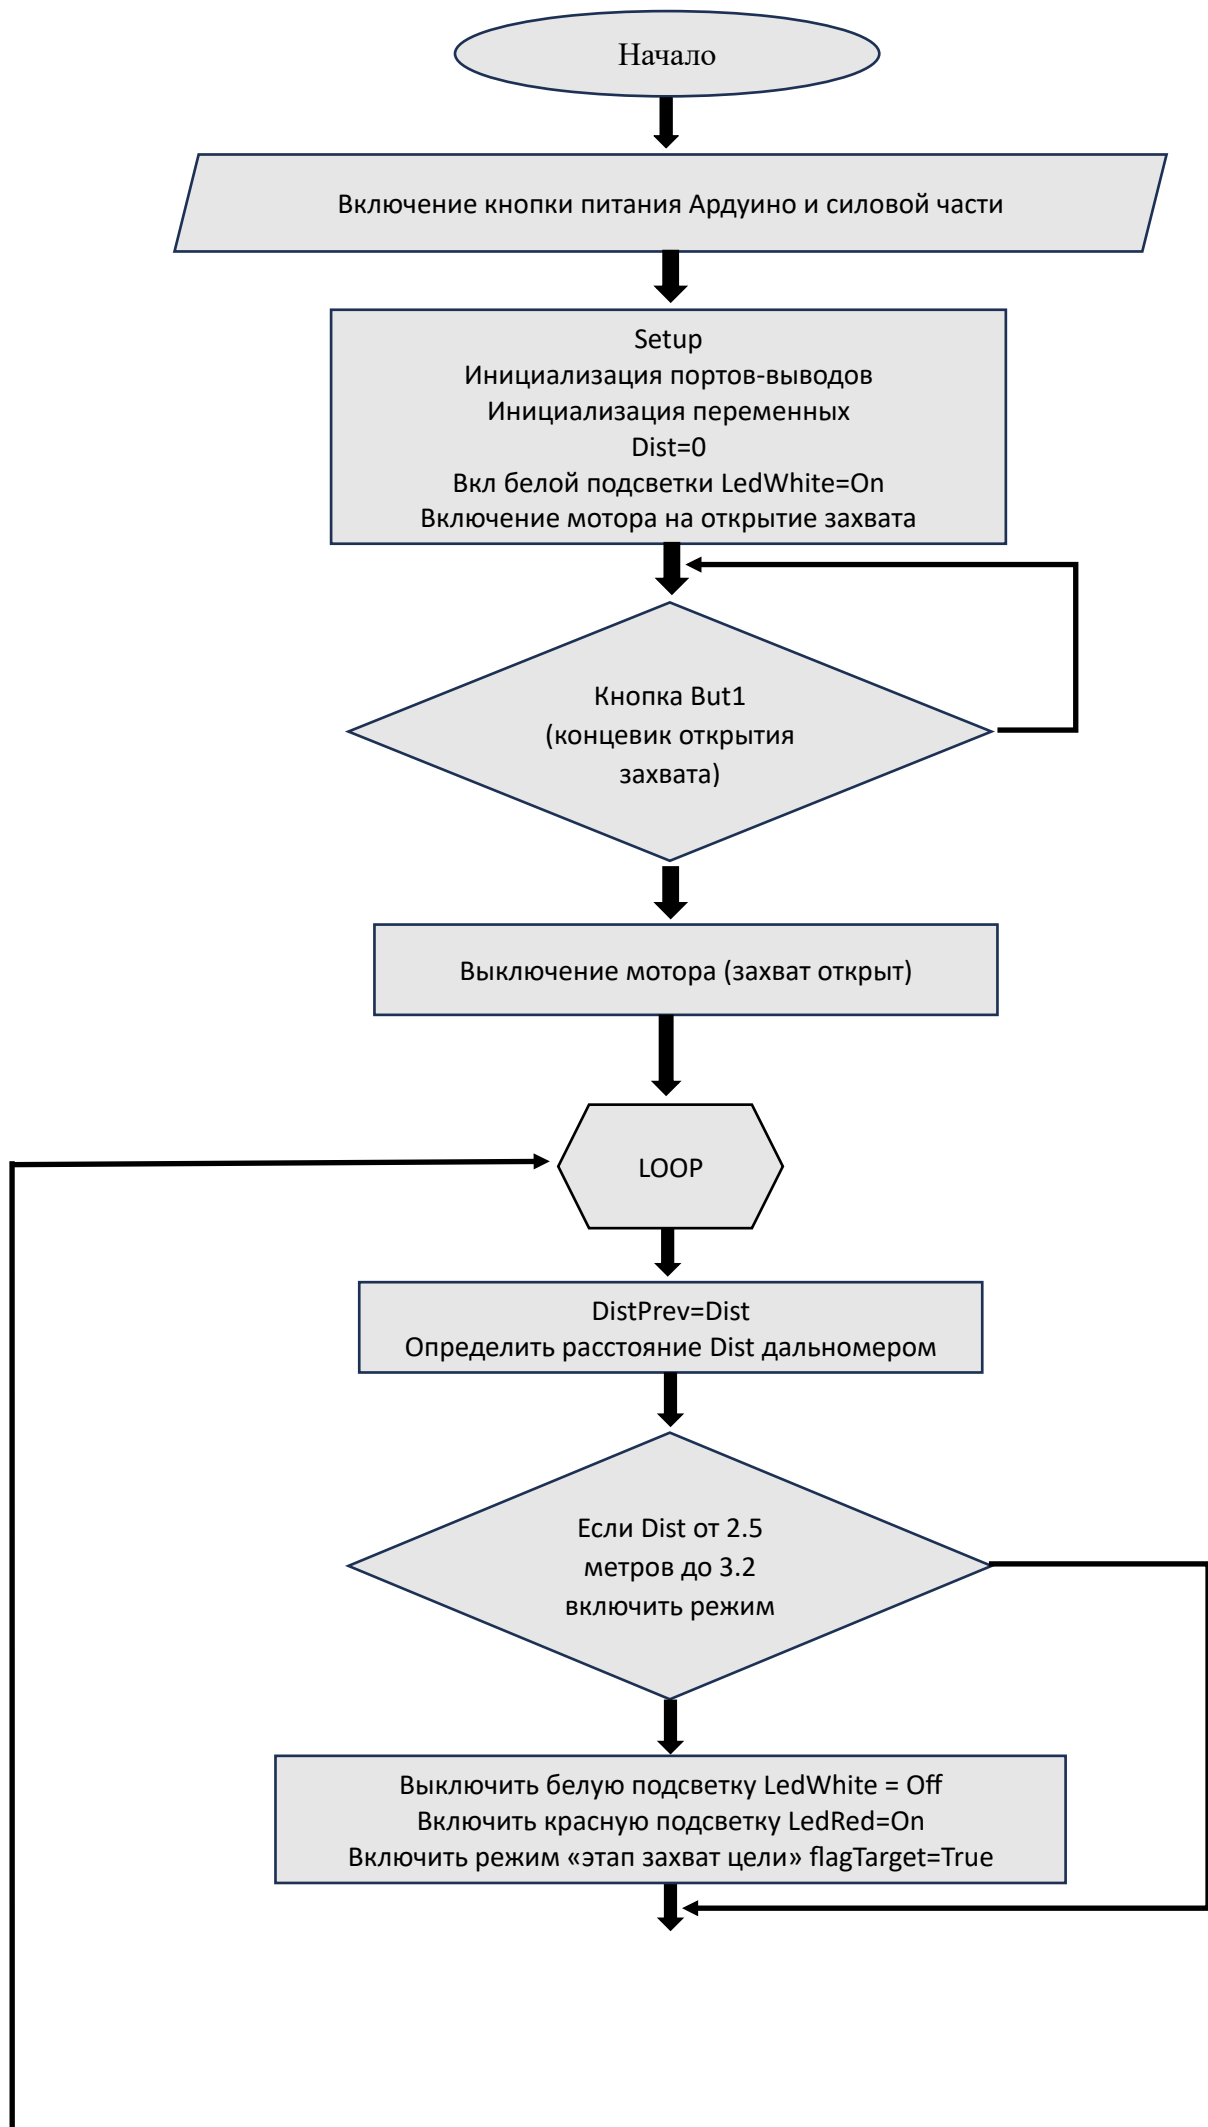 Начало
Включение кнопки питания Ардуино и силовой части
Setup
Инициализация портов-выводов
Инициализация переменных
Dist=0
Вкл белой подсветки LedWhite=On
Включение мотора на открытие захвата
Кнопка But1
(концевик открытия
захвата)
Выключение мотора (захват открыт)
LOOP
DistPrev=Dist
Определить расстояние Dist дальномером
Если Dist от 2.5
метров до 3.2
включить режим
Выключить белую подсветку LedWhite = Off
Включить красную подсветку LedRed=On
Включить режим «этап захват цели» flagTarget=True